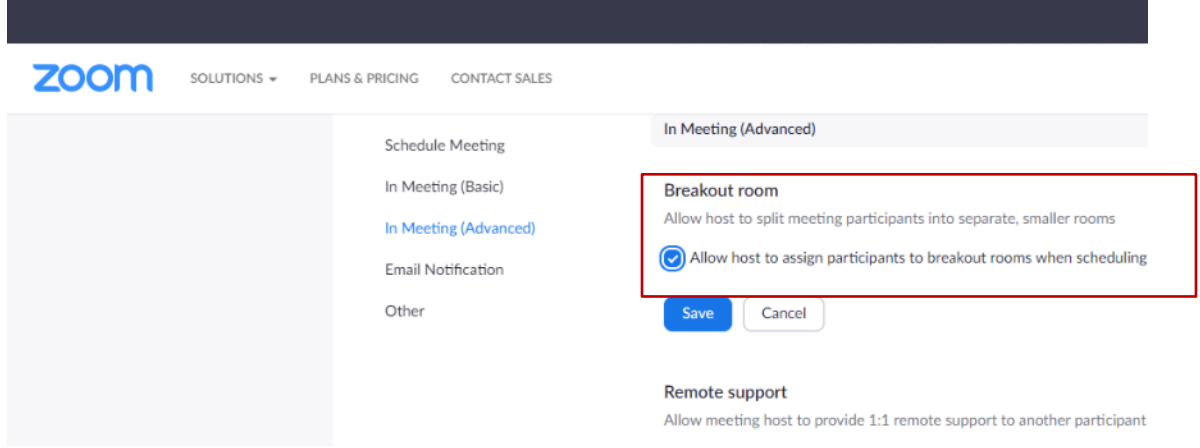 zoom SOLUTIONS PLANS & PRICING CONTACT SALES
Schedule Meeting
In Meeting (Basic)
In Meeting (Advanced)
Email Notification
Other
In Meeting (Advanced)
Breakout room
Allow host to split meeting participants into separate, smaller rooms
Allow host to assign participants to breakout rooms when scheduling
Save Cancel
Remote support
Allow meeting host to provide 1:1 remote support to another participant